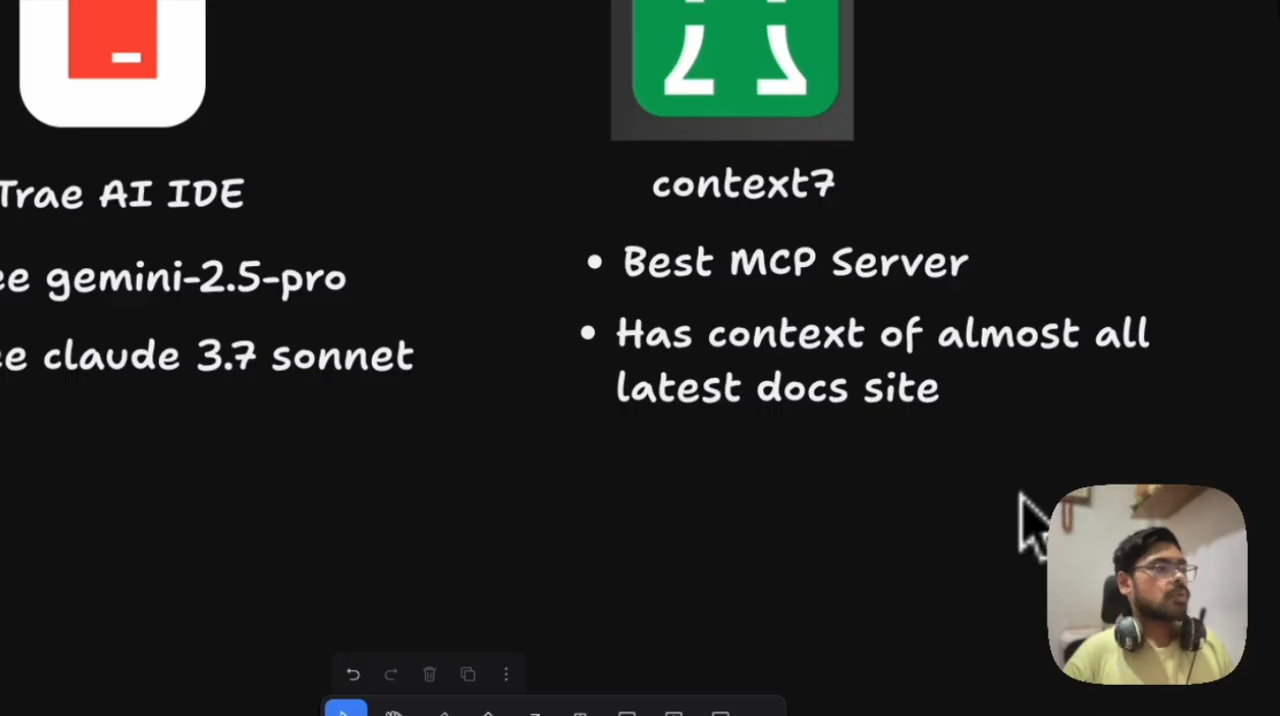 Trae AI IDE
ee gemini-2.5-pro
ee claude 3.7 sonnet
context7
• Best MCP Server
• Has context of almost all
latest docs site